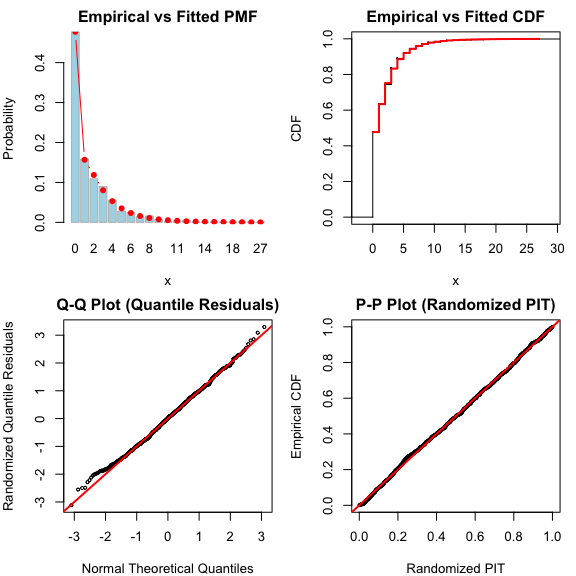 Empirical vs Fitted PMF
Probability
0.0 0.1 0.2 0.3 0.4
0 2 4 6 8 11 14 18 27
x
Empirical vs Fitted CDF
CDF
0.0 0.2 0.4 0.6 0.8 1.0
0 5 10 15 20 25 30
x
Q-Q Plot (Quantile Residuals)
Randomized Quantile Residuals
-3 -2 -1 0 1 2 3
-3 -2 -1 0 1 2 3
Normal Theoretical Quantiles
P-P Plot (Randomized PIT)
Empirical CDF
0.0 0.2 0.4 0.6 0.8 1.0
0.0 0.2 0.4 0.6 0.8 1.0
Randomized PIT